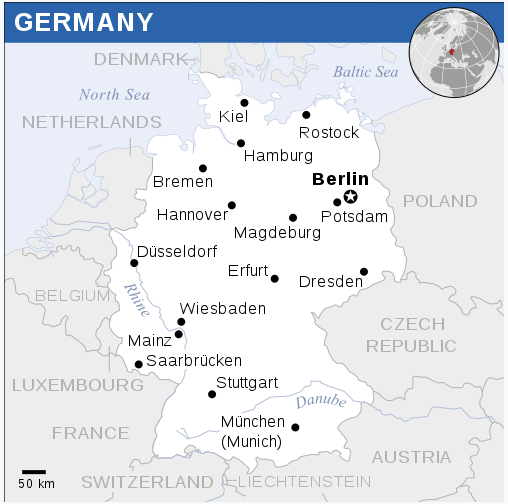 GERMANY
DENMARK
Baltic Sea
North Sea
Kiel
NETHERLANDS
Rostock
Hamburg
Bremen
Berlin
POLAND
Hannover
Potsdam
Magdeburg
Düsseldorf
Erfurt
Dresden
BELGIUM
Rhine
Wiesbaden
CZECH
REPUBLIC
Mainz
Saarbrücken
LUXEMBOURG
Stuttgart
Danube
München
(Munich)
FRANCE
AUSTRIA
50 km
SWITZERLAND
LIECHTENSTEIN